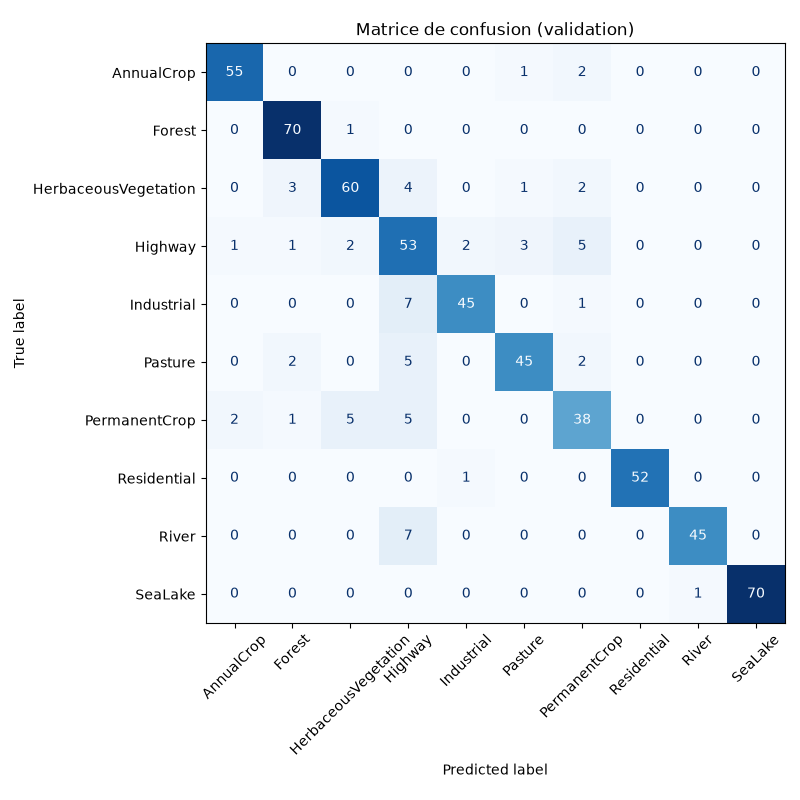 Matrice de confusion (validation)
True label
AnnualCrop 55 0 0 0 0 1 2 0 0 0
Forest 0 70 1 0 0 0 0 0 0 0
HerbaceousVegetation 0 3 60 4 0 1 2 0 0 0
Highway 1 1 2 53 2 3 5 0 0 0
Industrial 0 0 0 7 45 0 1 0 0 0
Pasture 0 2 0 5 0 45 2 0 0 0
PermanentCrop 2 1 5 5 0 0 38 0 0 0
Residential 0 0 0 0 1 0 0 52 0 0
River 0 0 0 7 0 0 0 0 45 0
SeaLake 0 0 0 0 0 0 0 0 1 70
AnnualCrop Forest HerbaceousVegetation Highway Industrial Pasture PermanentCrop Residential River SeaLake
Predicted label